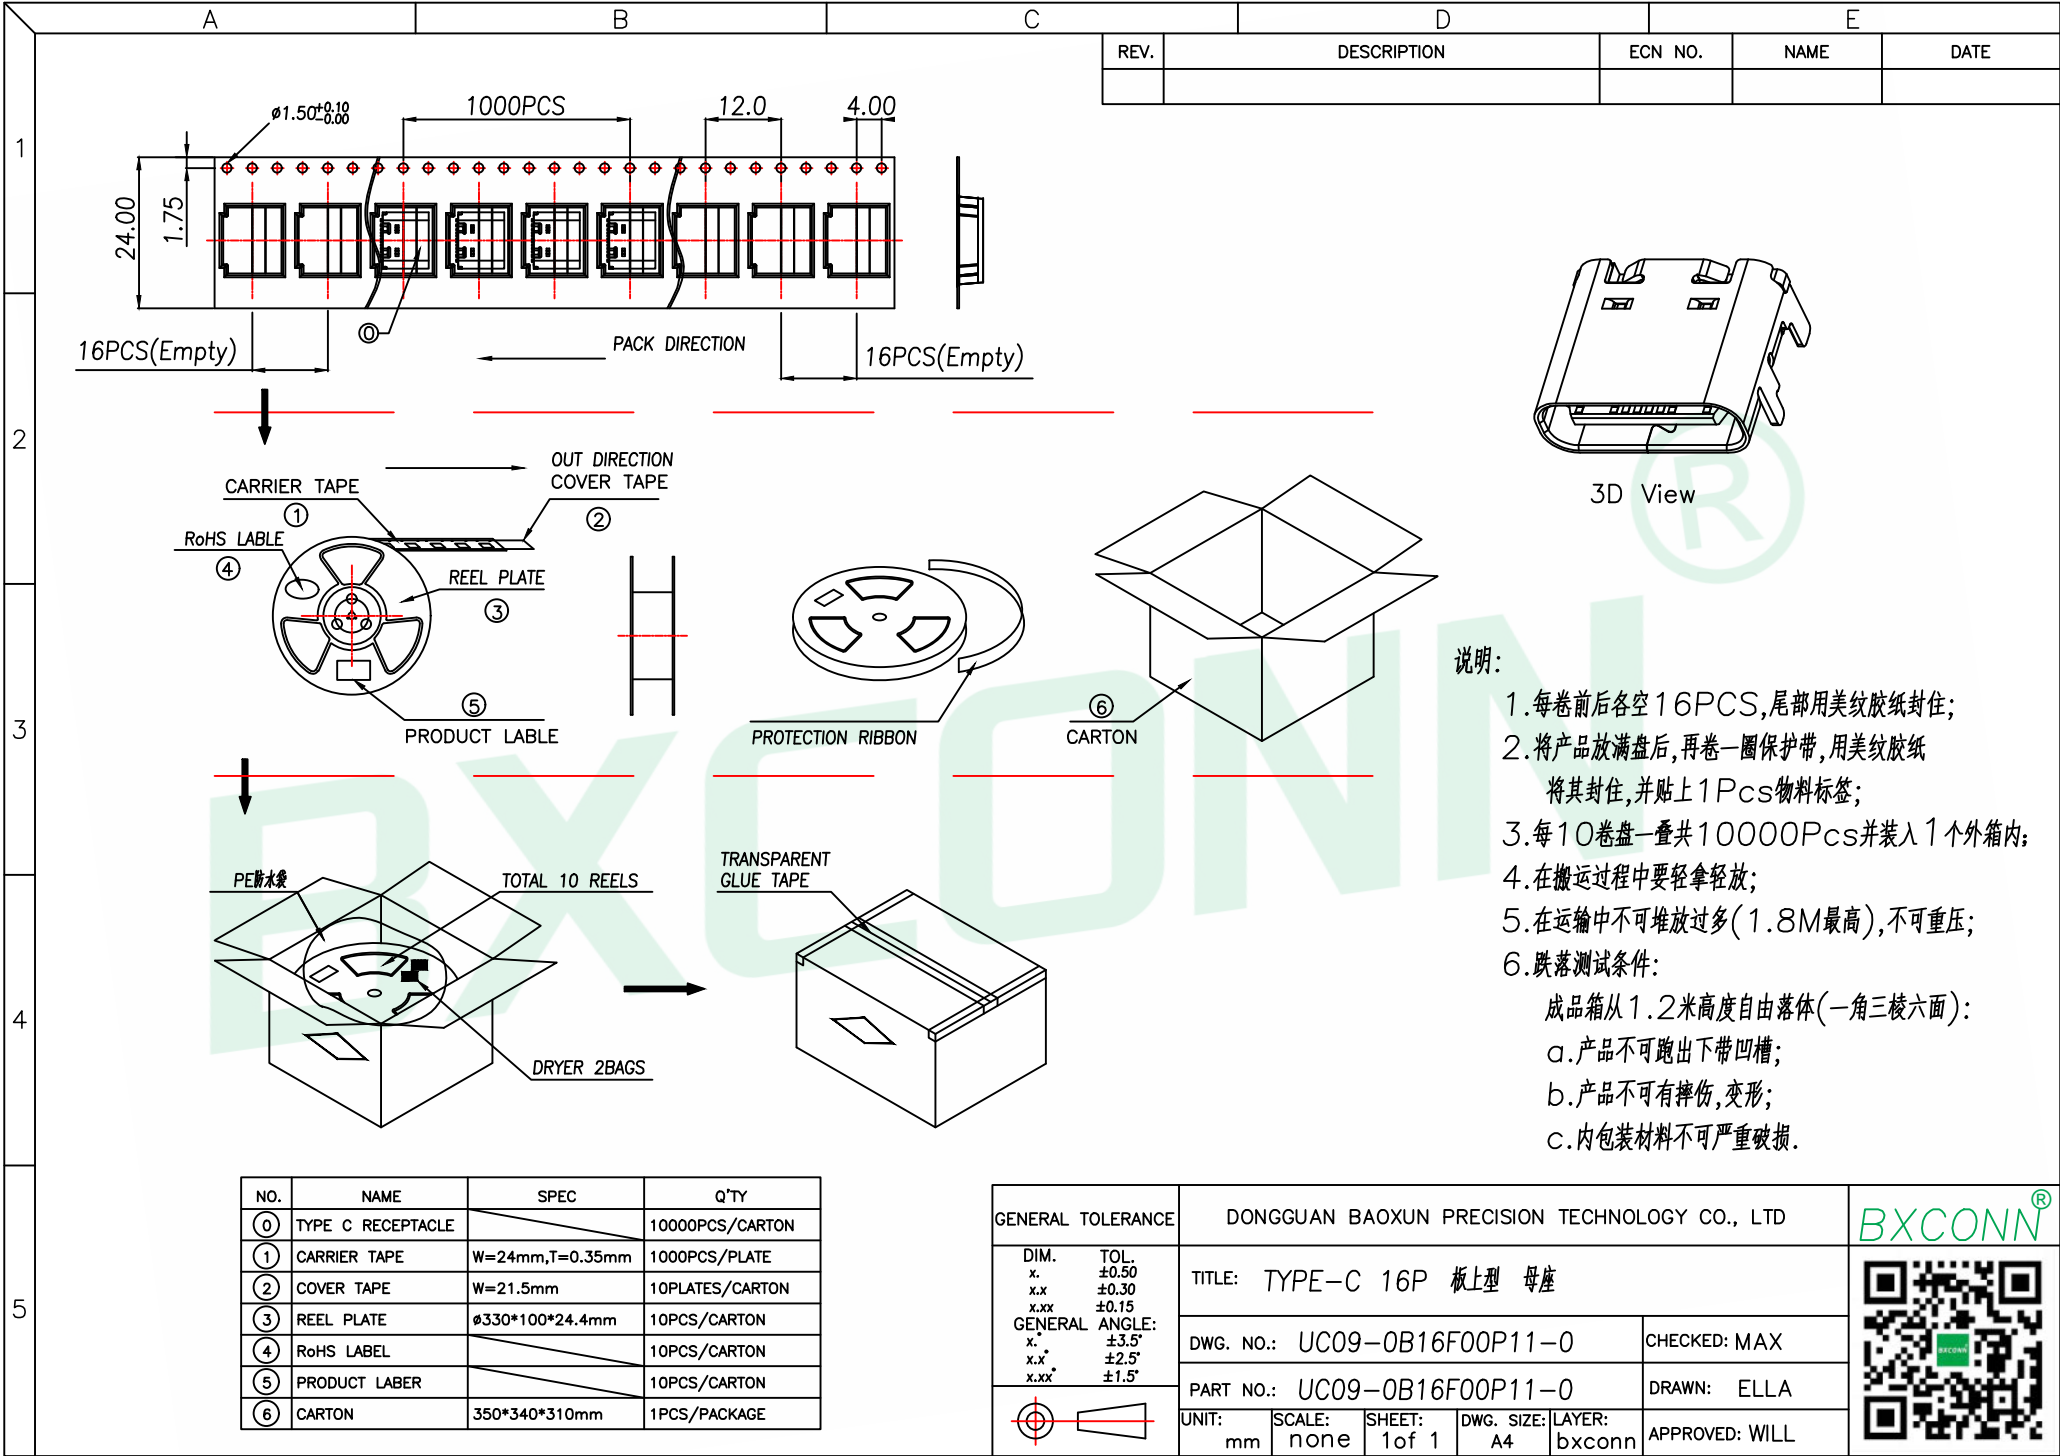 A B C D E
REV. DESCRIPTION ECN NO. NAME DATE
1
2
3
4
5
ø1.50+0.10-0.00
1000PCS
12.0
4.00
24.00
1.75
16PCS(Empty)
0
PACK DIRECTION
16PCS(Empty)
3D View
OUT DIRECTION
COVER TAPE
2
CARRIER TAPE
1
RoHS LABLE
4
REEL PLATE
3
5
PRODUCT LABLE
PROTECTION RIBBON
6
CARTON
说明:
1.每卷前后各空16PCS,尾部用美纹胶纸封住;
2.将产品放满盘后,再卷一圈保护带,用美纹胶纸
将其封住,并贴上1Pcs物料标签;
3.每10卷盘一叠共10000Pcs并装入1个外箱内;
4.在搬运过程中要轻拿轻放;
5.在运输中不可堆放过多(1.8M最高),不可重压;
6.跌落测试条件:
成品箱从1.2米高度自由落体(一角三棱六面):
a.产品不可跑出下带凹槽;
b.产品不可有摔伤,变形;
c.内包装材料不可严重破损.
PE防水袋
TOTAL 10 REELS
DRYER 2BAGS
TRANSPARENT
GLUE TAPE
BXCONN®
NO. NAME SPEC Q'TY
0 TYPE C RECEPTACLE 10000PCS/CARTON
1 CARRIER TAPE W=24mm,T=0.35mm 1000PCS/PLATE
2 COVER TAPE W=21.5mm 10PLATES/CARTON
3 REEL PLATE ø330*100*24.4mm 10PCS/CARTON
4 RoHS LABEL 10PCS/CARTON
5 PRODUCT LABER 10PCS/CARTON
6 CARTON 350*340*310mm 1PCS/PACKAGE
GENERAL TOLERANCE
DIM. TOL.
x. ±0.50
x.x ±0.30
x.xx ±0.15
GENERAL ANGLE:
x.° ±3.5°
x.x° ±2.5°
x.xx° ±1.5°
DONGGUAN BAOXUN PRECISION TECHNOLOGY CO., LTD
TITLE: TYPE-C 16P 板上型 母座
DWG. NO.: UC09-0B16F00P11-0
CHECKED: MAX
PART NO.: UC09-0B16F00P11-0
DRAWN: ELLA
UNIT: mm
SCALE: none
SHEET: 1of 1
DWG. SIZE: A4
LAYER: bxconn
APPROVED: WILL
BXCONN®
BXCONN